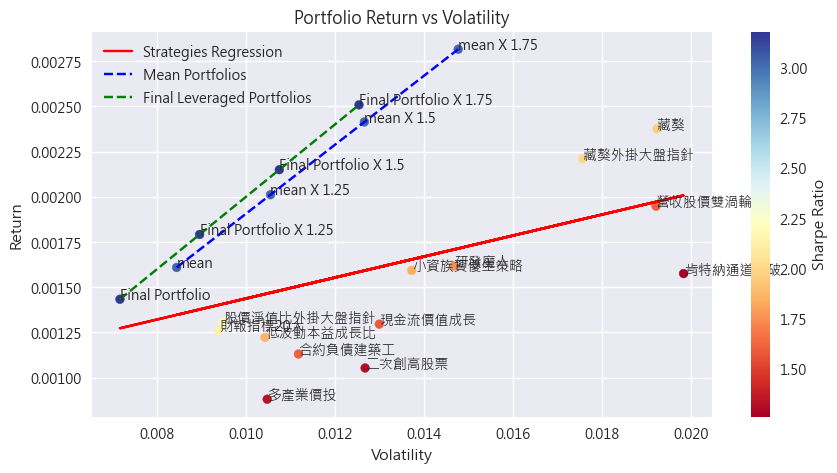 Portfolio Return vs Volatility
Strategies Regression
Mean Portfolios
Final Leveraged Portfolios
mean X 1.75
Final Portfolio X 1.75
mean X 1.5
藏獒
藏獒外掛大盤指針
Final Portfolio X 1.5
mean X 1.25
營收股價雙渦輪
Final Portfolio X 1.25
mean
研發魔人
小資族資優生策略
肯特納通道
破
Final Portfolio
股價淨值比外掛大盤指針
財報指標20大
現金流價值成長
低波動本益成長比
合約負債建築工
二次創高股票
多產業價投
0.00275
0.00250
0.00225
0.00200
0.00175
0.00150
0.00125
0.00100
Return
0.008
0.010
0.012
0.014
0.016
0.018
0.020
Volatility
3.00
2.75
2.50
2.25
2.00
1.75
1.50
Sharpe Ratio